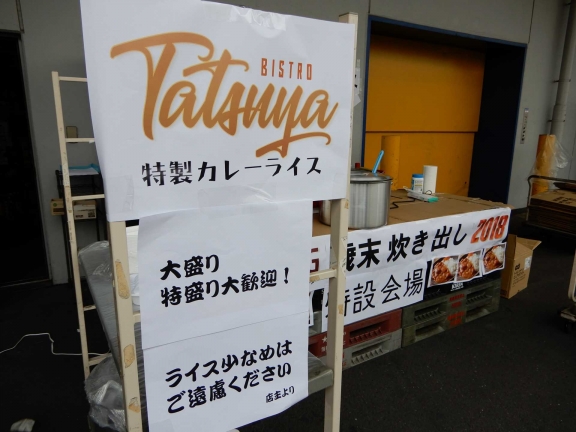 BISTRO
Tatsuya
特製カレーライス
大盛り
特盛り大歓迎！
ライス少なめは
ご遠慮ください
店主より
歳末 炊き出し 2018
特設会場